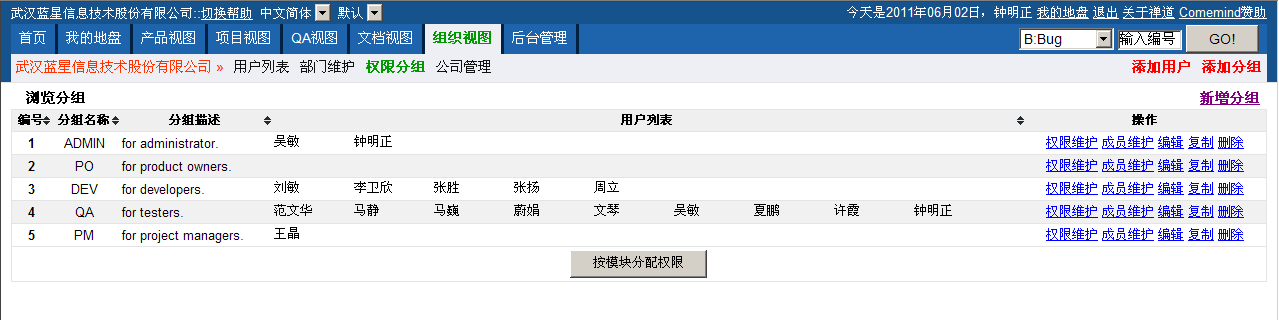 武汉蓝星信息技术股份有限公司::切换帮助 中文简体 默认 今天是2011年06月02日，钟明正 我的地盘 退出 关于禅道 Comemind赞助
首页 我的地盘 产品视图 项目视图 QA视图 文档视图 组织视图 后台管理 B:Bug 输入编号 GO!
武汉蓝星信息技术股份有限公司 » 用户列表 部门维护 权限分组 公司管理 添加用户 添加分组
浏览分组 新增分组
编号 分组名称 分组描述 用户列表 操作
1 ADMIN for administrator. 吴敏 钟明正 权限维护 成员维护 编辑 复制 删除
2 PO for product owners. 权限维护 成员维护 编辑 复制 删除
3 DEV for developers. 刘敏 李卫欣 张胜 张扬 周立 权限维护 成员维护 编辑 复制 删除
4 QA for testers. 范文华 马静 马巍 蔚娟 文琴 吴敏 夏鹏 许霞 钟明正 权限维护 成员维护 编辑 复制 删除
5 PM for project managers. 王晶 权限维护 成员维护 编辑 复制 删除
按模块分配权限